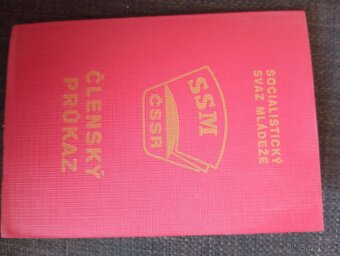 SOCIALISTICKÝ
SVAZ MLÁDEŽE
SSM
ČSSR
ČLENSKÝ
PRŮKAZ